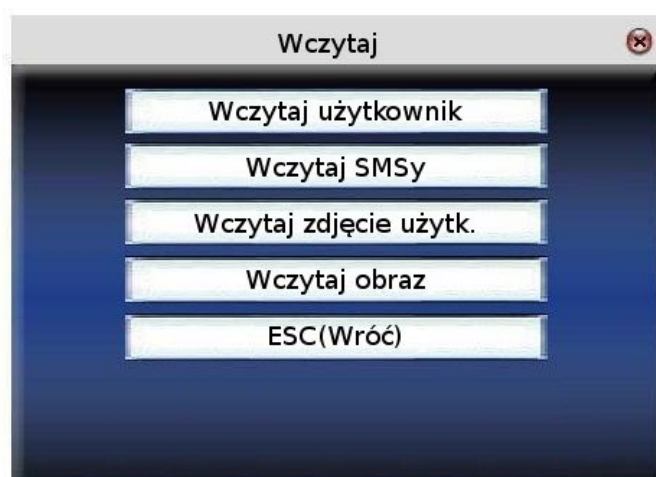 Wczytaj
Wczytaj użytkownik
Wczytaj SMSy
Wczytaj zdjęcie użytk.
Wczytaj obraz
ESC(Wróć)